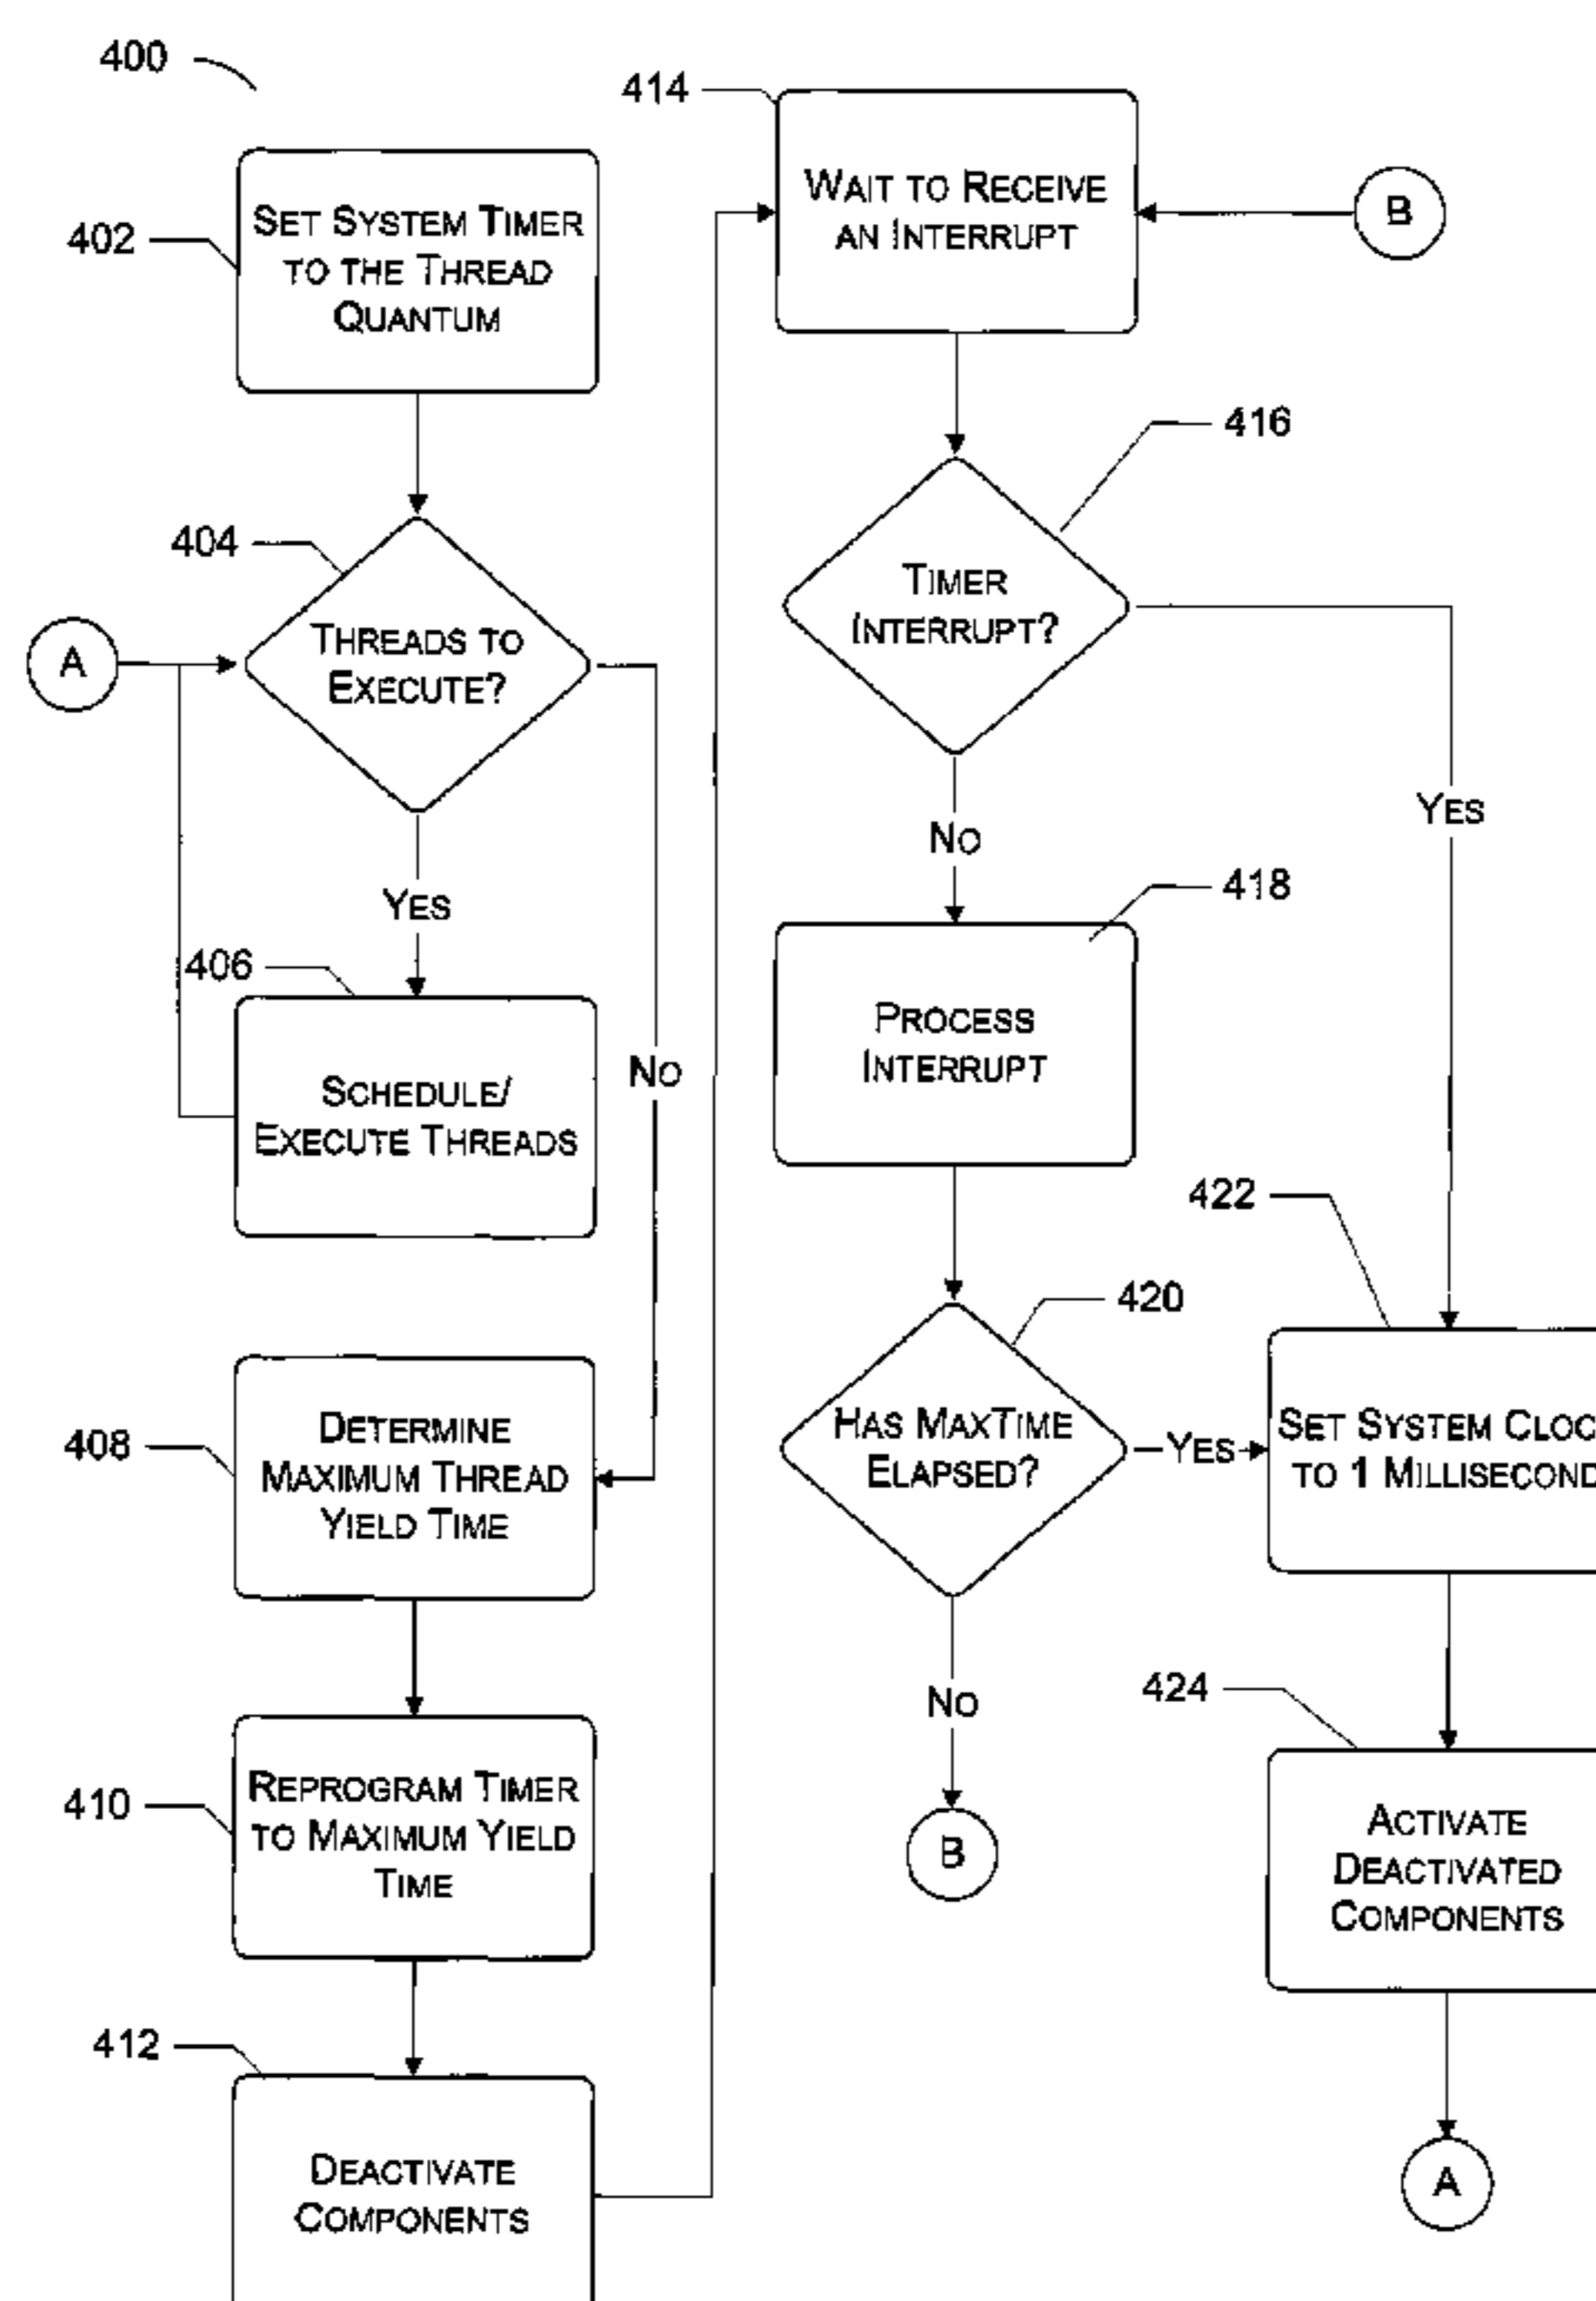 400
402
SET SYSTEM TIMER
TO THE THREAD
QUANTUM
404
A
THREADS TO
EXECUTE?
YES
NO
406
SCHEDULE/
EXECUTE THREADS
408
DETERMINE
MAXIMUM THREAD
YIELD TIME
410
REPROGRAM TIMER
TO MAXIMUM YIELD
TIME
412
DEACTIVATE
COMPONENTS
414
WAIT TO RECEIVE
AN INTERRUPT
B
416
TIMER
INTERRUPT?
YES
NO
418
PROCESS
INTERRUPT
420
HAS MAXTIME
ELAPSED?
YES
NO
B
422
SET SYSTEM CLOC
TO 1 MILLISECOND
424
ACTIVATE
DEACTIVATED
COMPONENTS
A